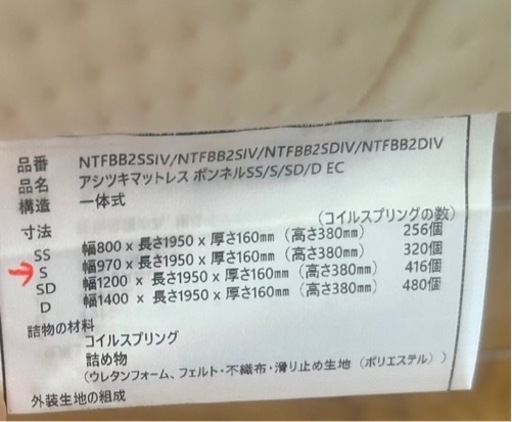 品番 NTFBB2SSIV/NTFBB2SIV/NTFBB2SDIV/NTFBB2DIV
品名 アシツキマットレス ボンネルSS/S/SD/D EC
構造 一体式
寸法 (コイルスプリングの数)
SS 幅800 x 長さ1950 x 厚さ160㎜ (高さ380㎜) 256個
S 幅970 x 長さ1950 x 厚さ160㎜ (高さ380㎜) 320個
SD 幅1200 x 長さ1950 x 厚さ160㎜ (高さ380㎜) 416個
D 幅1400 x 長さ1950 x 厚さ160㎜ (高さ380㎜) 480個
詰物の材料
コイルスプリング
詰め物
(ウレタンフォーム、フェルト・不織布・滑り止め生地 (ポリエステル))
外装生地の組成